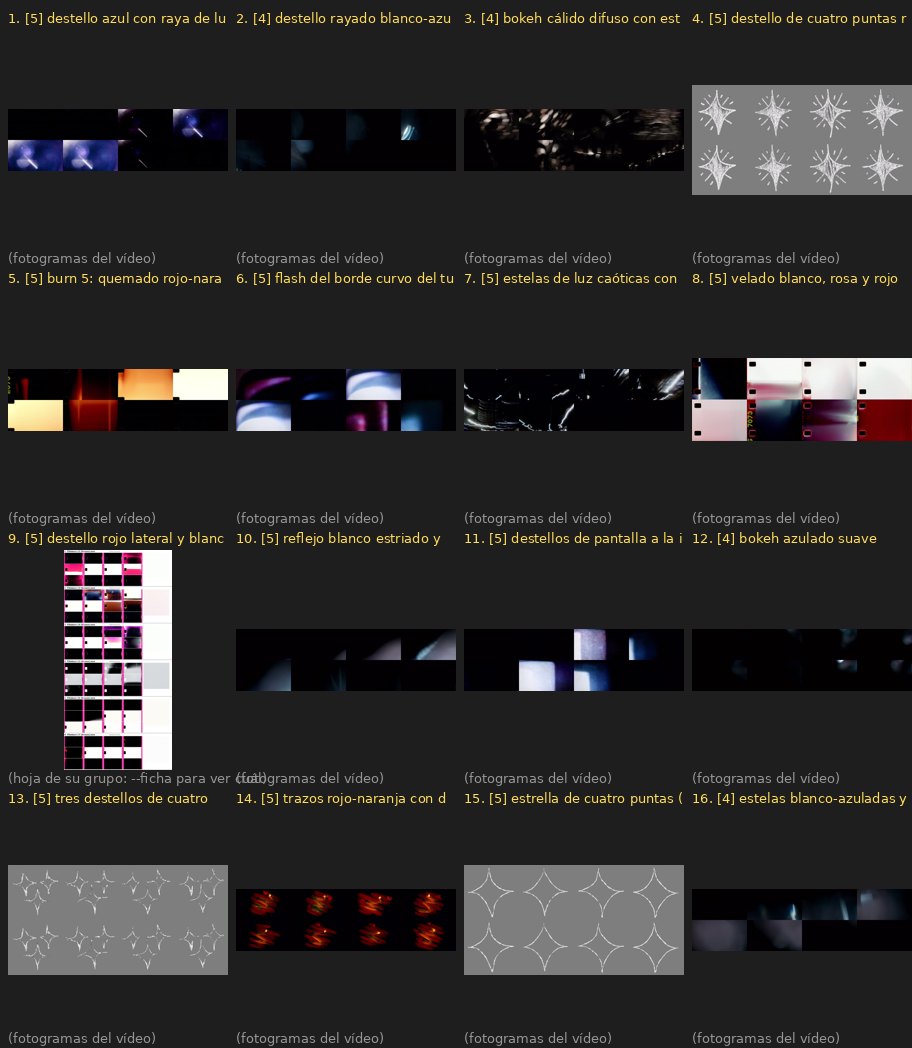 1. [5] destello azul con raya de lu
2. [4] destello rayado blanco-azu
3. [4] bokeh cálido difuso con est
4. [5] destello de cuatro puntas r
(fotogramas del vídeo)
(fotogramas del vídeo)
(fotogramas del vídeo)
(fotogramas del vídeo)
5. [5] burn 5: quemado rojo-nara
6. [5] flash del borde curvo del tu
7. [5] estelas de luz caóticas con
8. [5] velado blanco, rosa y rojo
(fotogramas del vídeo)
(fotogramas del vídeo)
(fotogramas del vídeo)
(fotogramas del vídeo)
9. [5] destello rojo lateral y blanc
10. [5] reflejo blanco estriado y
11. [5] destellos de pantalla a la i
12. [4] bokeh azulado suave
(hoja de su grupo: --ficha para ver
(fotogramas del vídeo)
(fotogramas del vídeo)
(fotogramas del vídeo)
13. [5] tres destellos de cuatro
14. [5] trazos rojo-naranja con d
15. [5] estrella de cuatro puntas (
16. [4] estelas blanco-azuladas y
(fotogramas del vídeo)
(fotogramas del vídeo)
(fotogramas del vídeo)
(fotogramas del vídeo)